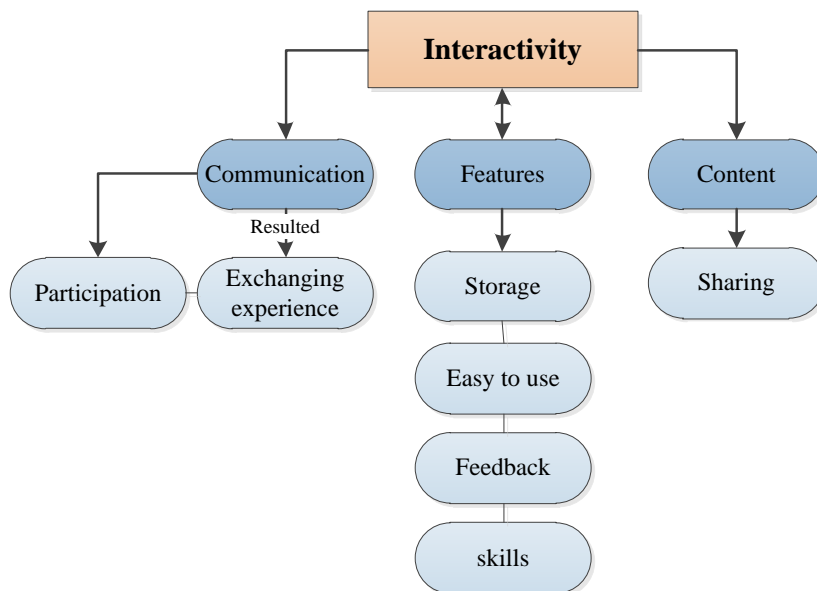 Interactivity
Communication
Features
Content
Resulted
Participation
Exchanging
experience
Storage
Sharing
Easy to use
Feedback
skills